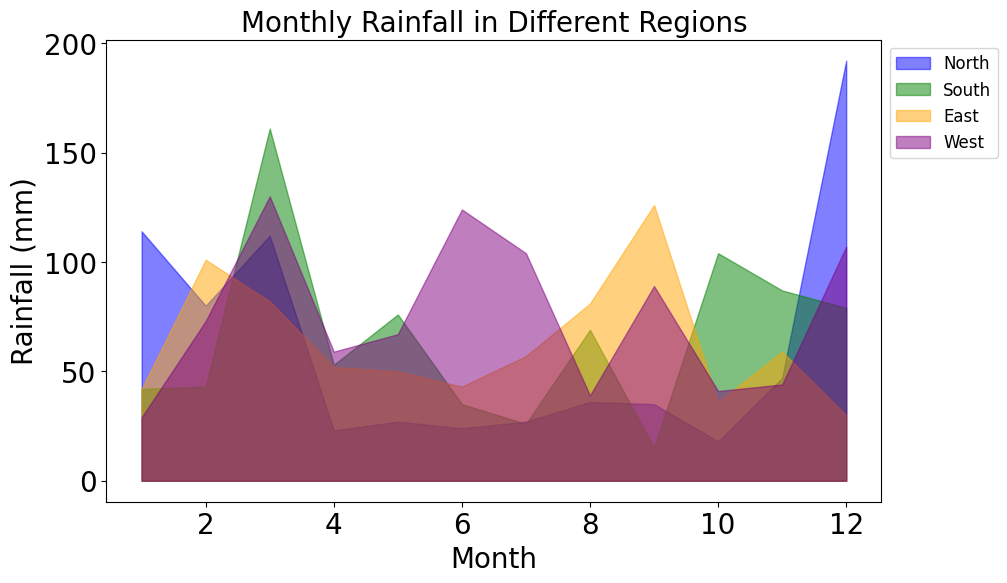 Monthly Rainfall in Different Regions
200
150
100
50
0
Rainfall (mm)
2 4 6 8 10 12
Month
North
South
East
West